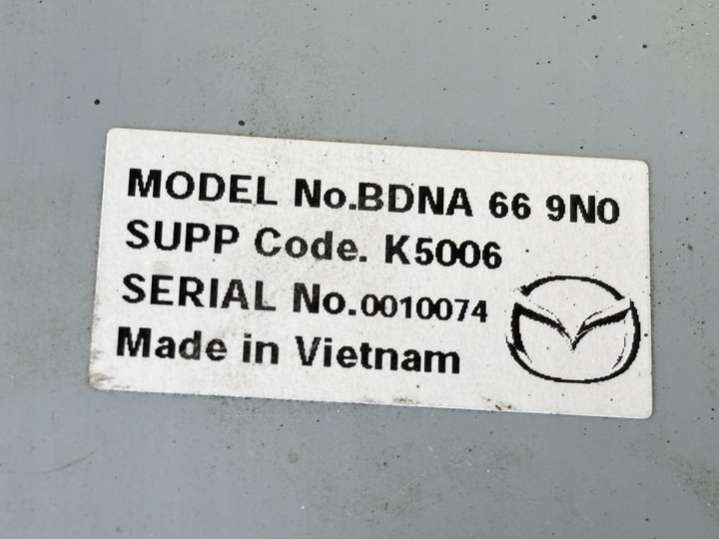 MODEL No.BDNA 66 9N0
SUPP Code. K5006
SERIAL No.0010074
Made in Vietnam